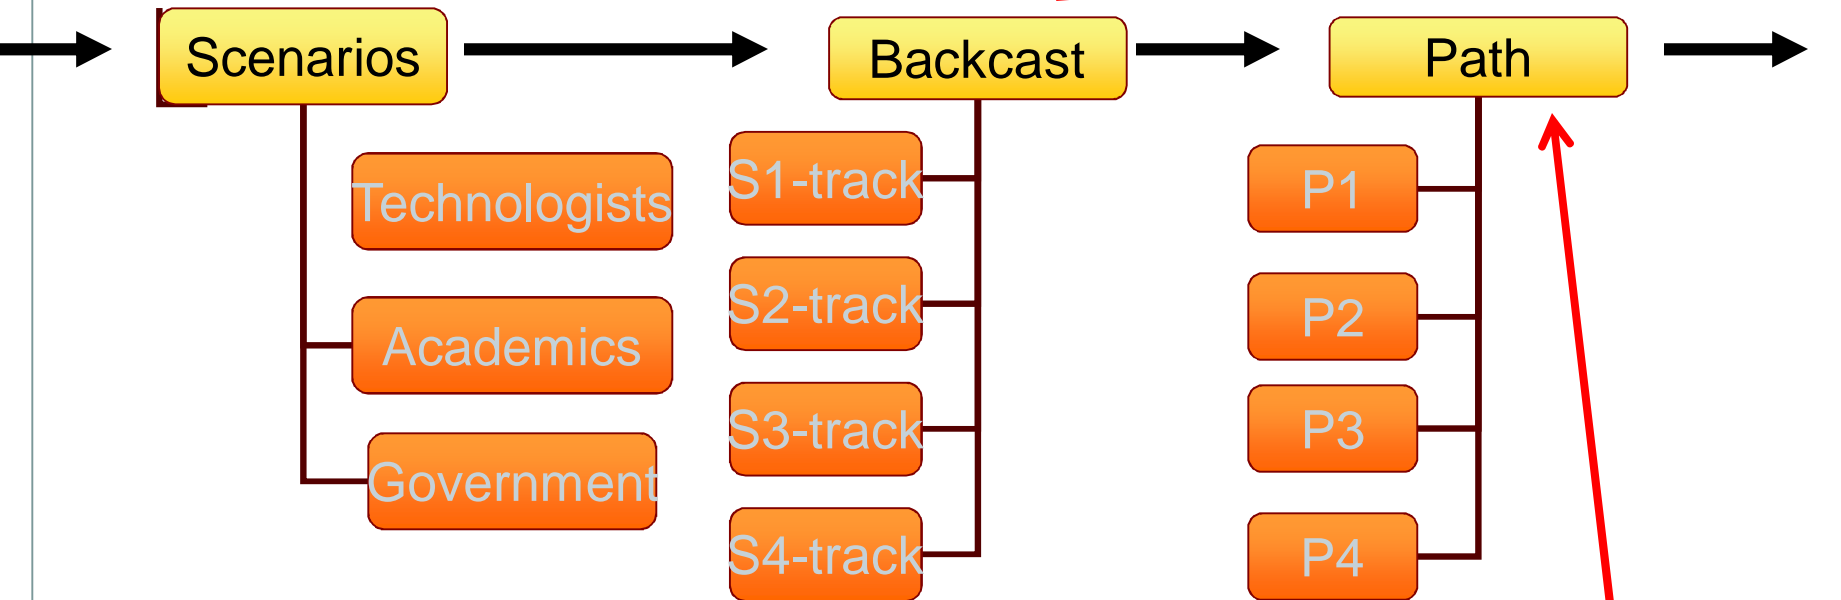 Scenarios
Technologists
Academics
Government
Backcast
S1-track
S2-track
S3-track
S4-track
Path
P1
P2
P3
P4